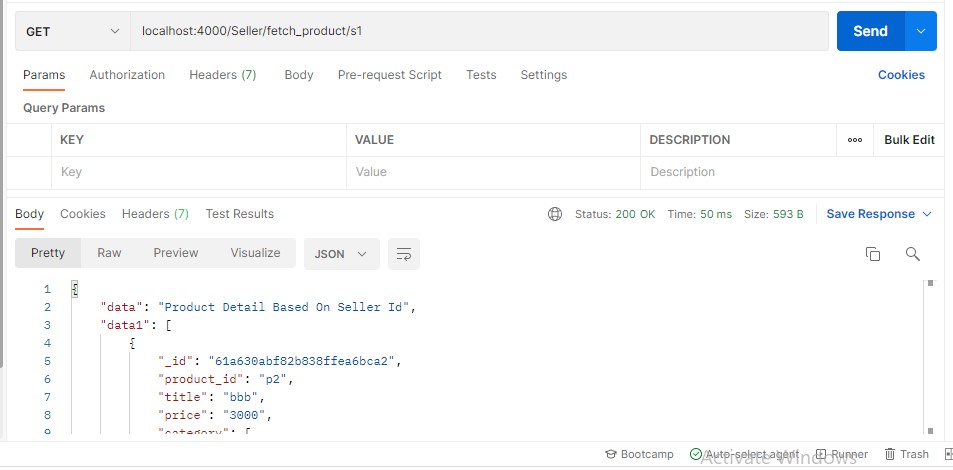 GET localhost:4000/Seller/fetch_product/s1 Send
Params Authorization Headers (7) Body Pre-request Script Tests Settings Cookies
Query Params
KEY VALUE DESCRIPTION ooo Bulk Edit
Key Value Description
Body Cookies Headers (7) Test Results Status: 200 OK Time: 50 ms Size: 593 B Save Response
Pretty Raw Preview Visualize JSON
1 {
2 "data": "Product Detail Based On Seller Id",
3 "data1": [
4 {
5 "_id": "61a630abf82b838ffea6bca2",
6 "product_id": "p2",
7 "title": "bbb",
8 "price": "3000",
9 "category": [
Bootcamp Auto-select agent Runner Trash
Activate Windows